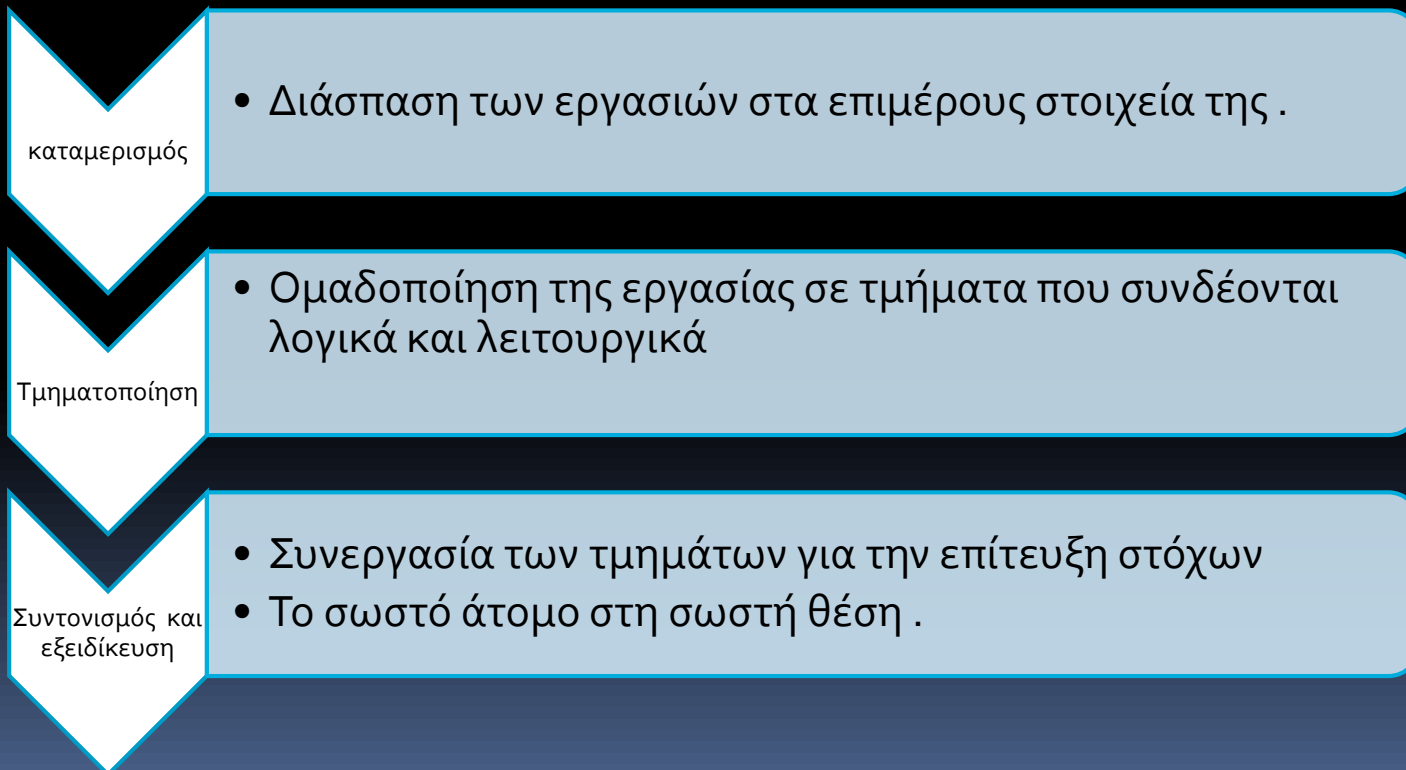 καταμερισμός
• Διάσπαση των εργασιών στα επιμέρους στοιχεία της .
Τμηματοποίηση
• Ομαδοποίηση της εργασίας σε τμήματα που συνδέονται
λογικά και λειτουργικά
Συντονισμός και
εξειδίκευση
• Συνεργασία των τμημάτων για την επίτευξη στόχων
• Το σωστό άτομο στη σωστή θέση .